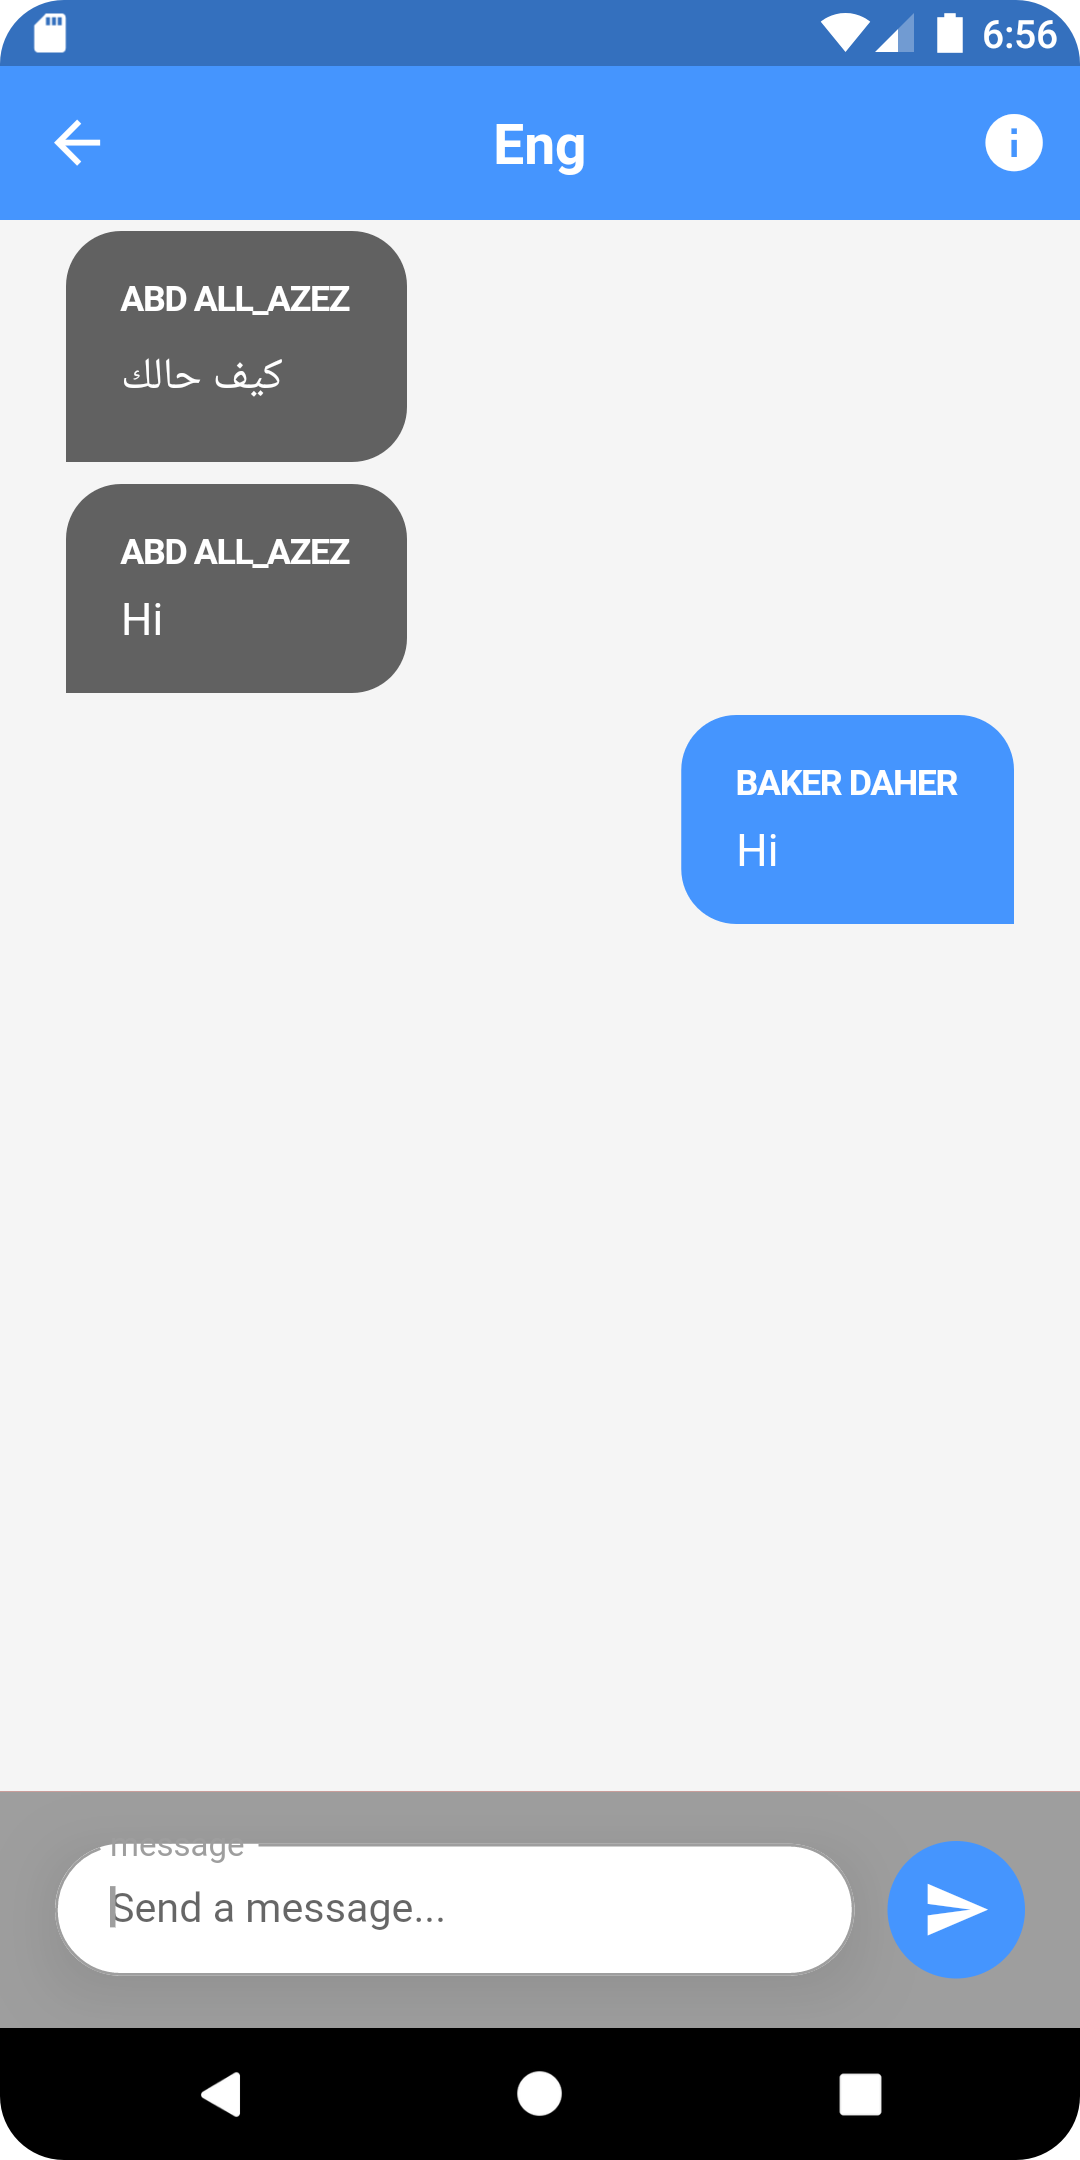 6:56
Eng
ABD ALL_AZEZ
كيف حالك
ABD ALL_AZEZ
Hi
BAKER DAHER
Hi
message
Send a message...